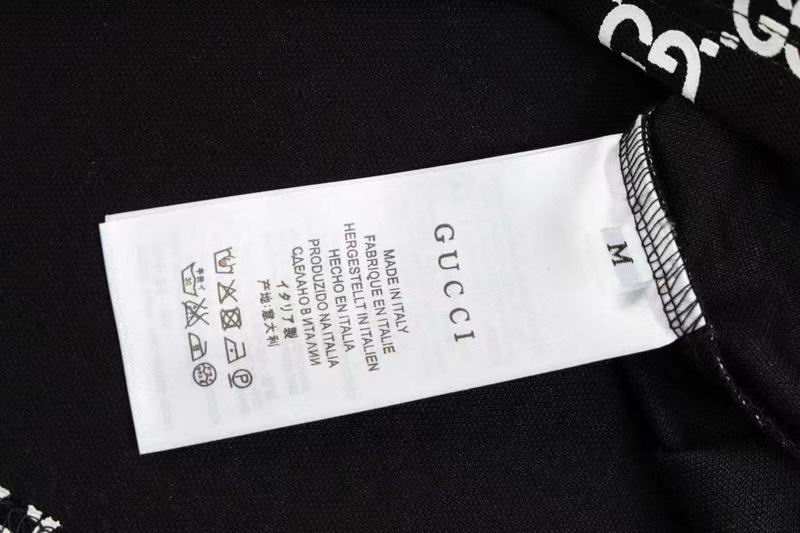 GUCCI
MADE IN ITALY
FABRIQUE EN ITALIE
HERGESTELLT IN ITALIEN
HECHO EN ITALIA
PRODUZIDO NA ITALIA
СДЕЛАНО В ИТАЛИИ
イタリア製
产地:意大利
M